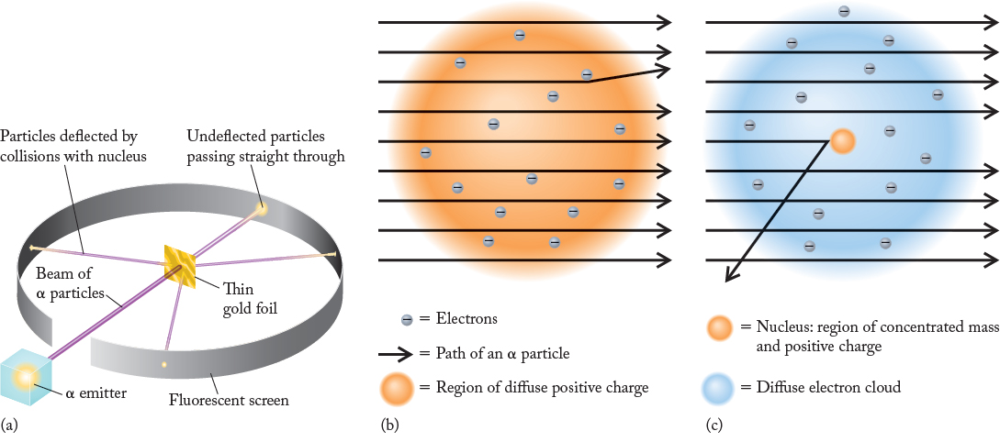 Particles deflected by
collisions with nucleus
Undeflected particles
passing straight through
Beam of
α particles
Thin
gold foil
α emitter
Fluorescent screen
(a)
= Electrons
= Path of an α particle
= Region of diffuse positive charge
(b)
= Nucleus: region of concentrated mass
and positive charge
= Diffuse electron cloud
(c)